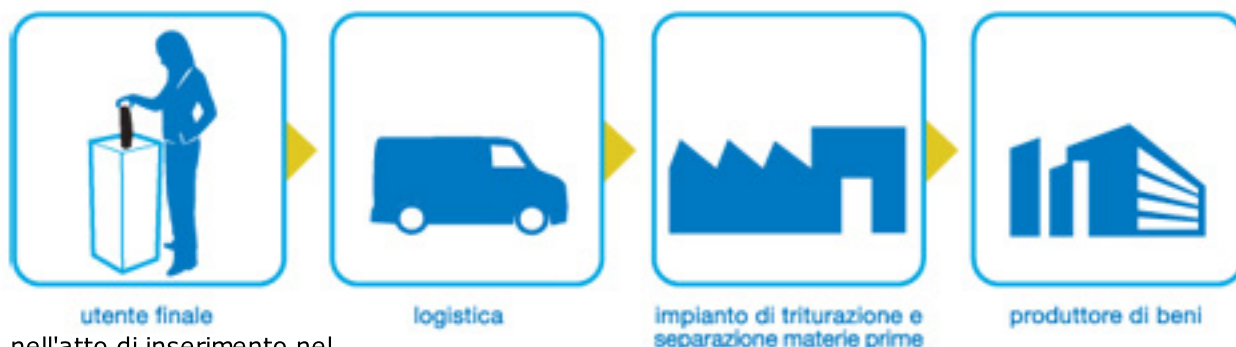 utente finale
logistica
impianto di triturazione e
separazione materie prime
produttore di beni
nell'atto di inserimento nel